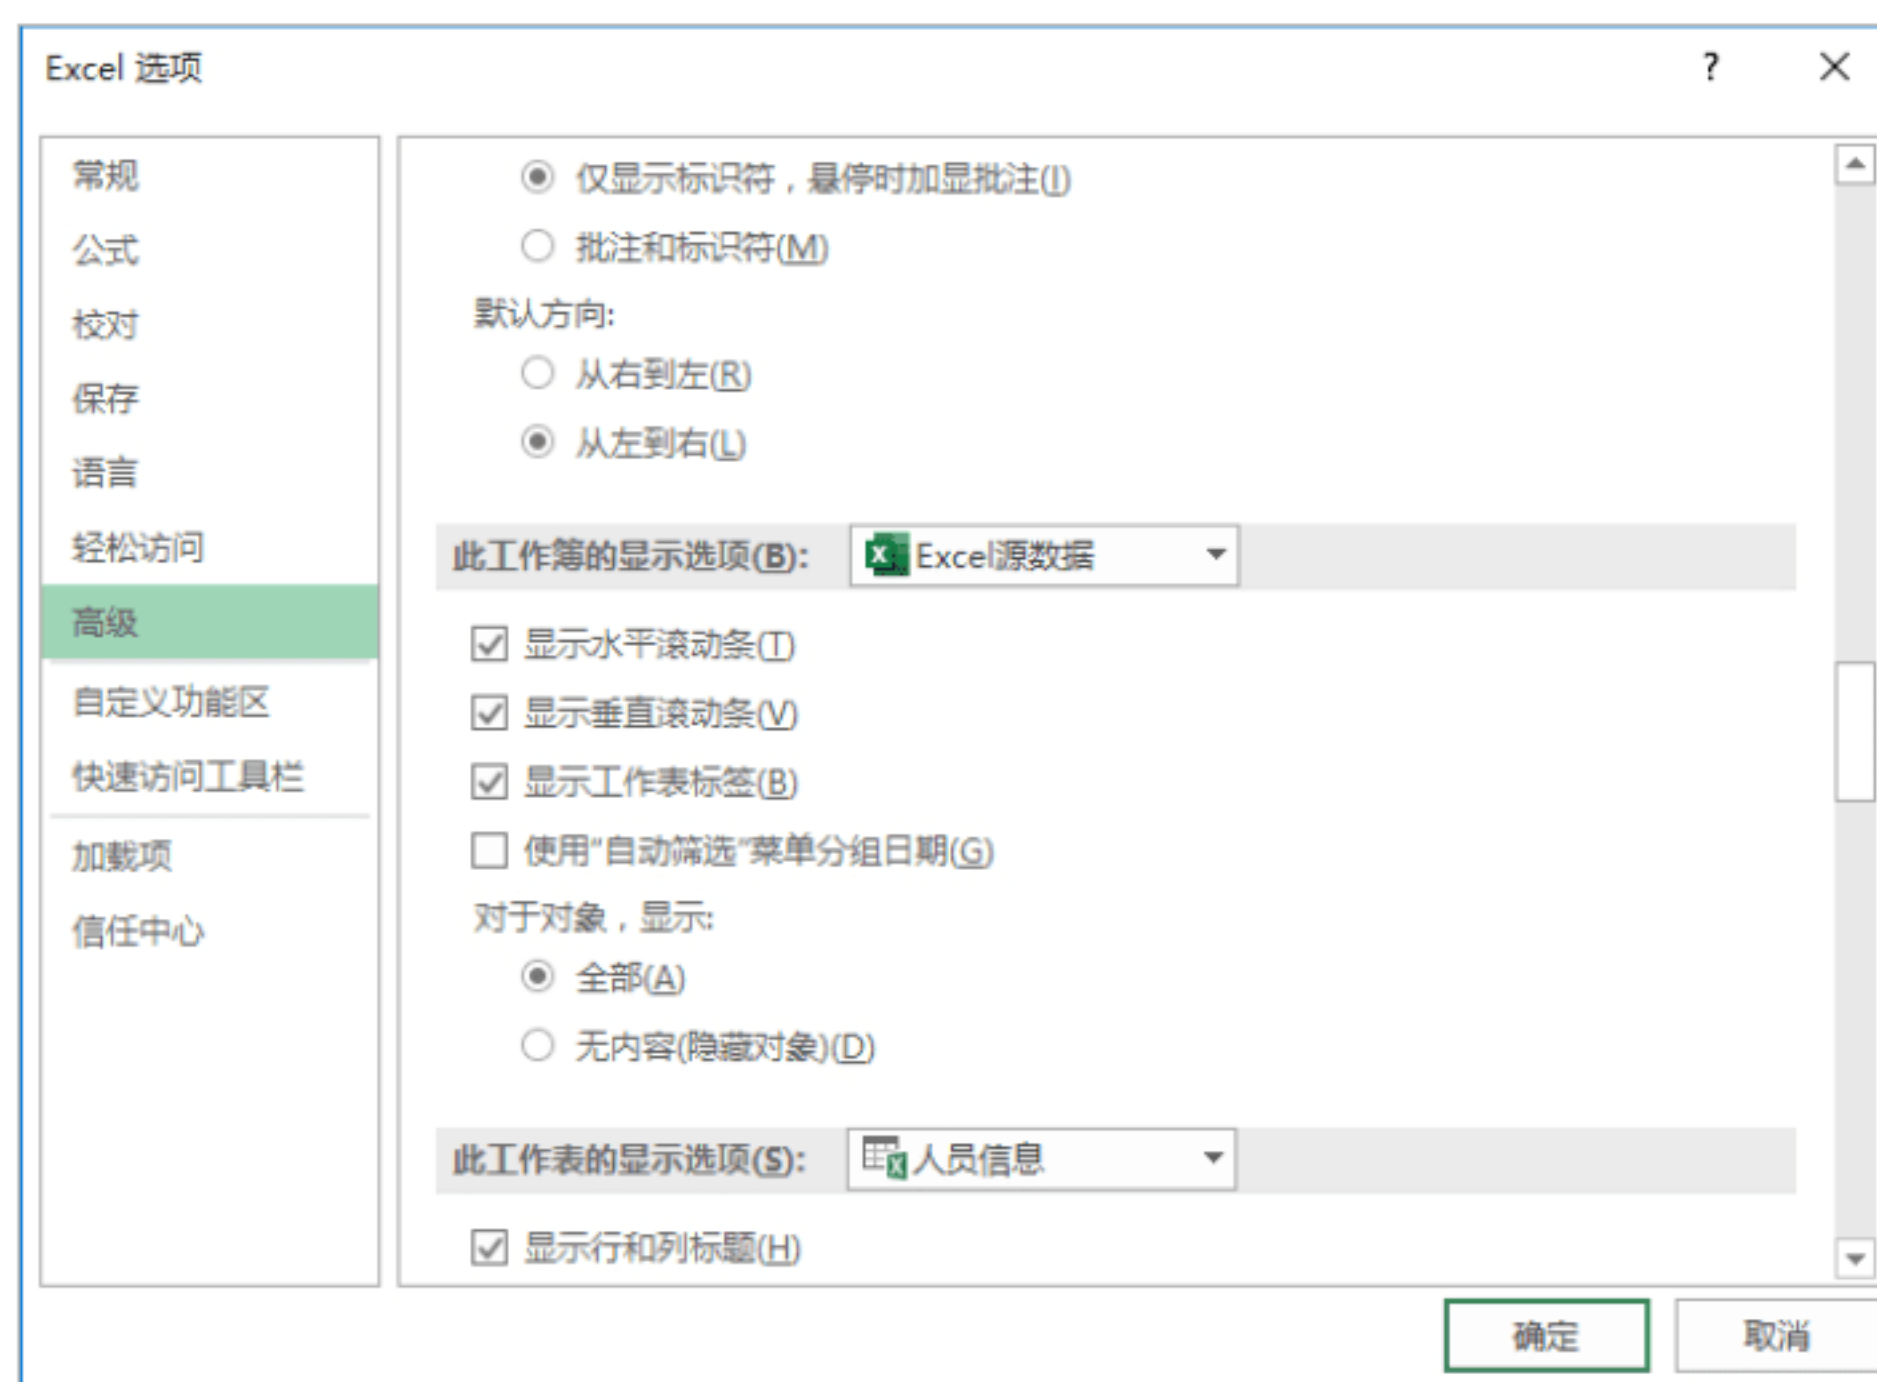 Excel 选项
?
常规
公式
校对
保存
语言
轻松访问
高级
自定义功能区
快速访问工具栏
加载项
信任中心
仅显示标识符，悬停时加显批注(I)
批注和标识符(M)
默认方向:
从右到左(R)
从左到右(L)
此工作簿的显示选项(B): Excel源数据
显示水平滚动条(T)
显示垂直滚动条(V)
显示工作表标签(B)
使用“自动筛选”菜单分组日期(G)
对于对象，显示:
全部(A)
无内容(隐藏对象)(D)
此工作表的显示选项(S): 人员信息
显示行和列标题(H)
确定 取消